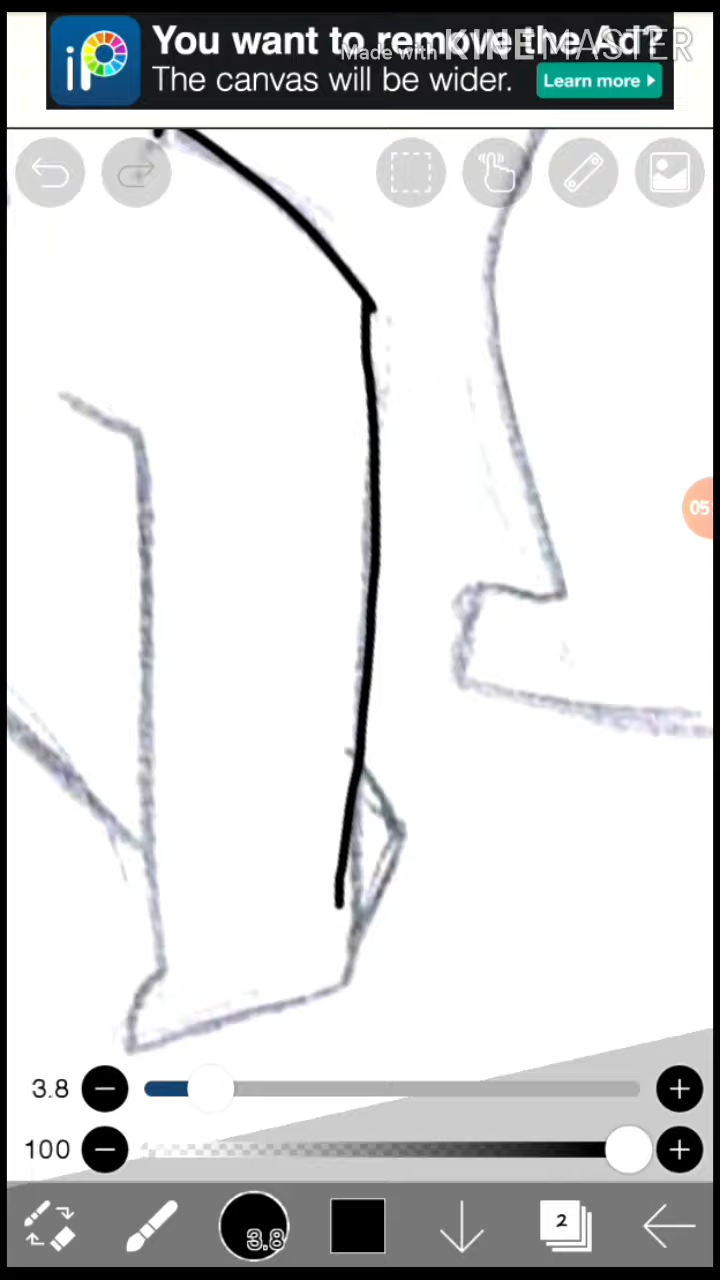 iP
You want to remove the Ad?
Made with KINEMASTER
The canvas will be wider.
Learn more
05
3.8
100
3.8
2